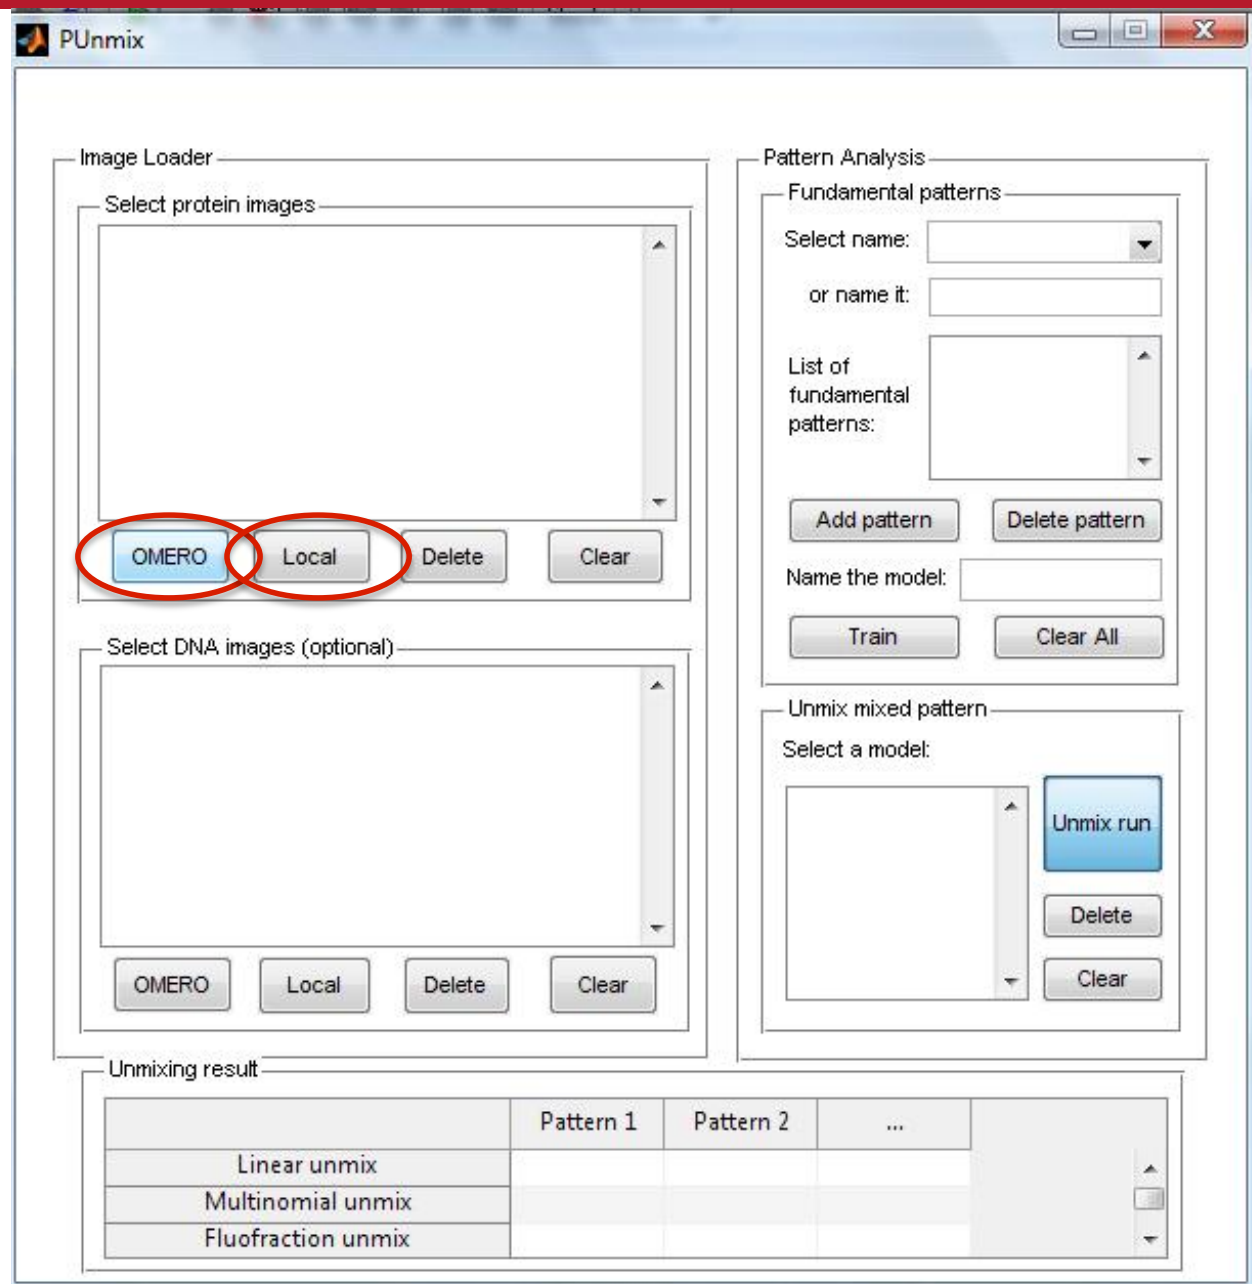 PUnmix
Image Loader
Select protein images
OMERO
Local
Delete
Clear
Select DNA images (optional)
OMERO
Local
Delete
Clear
Pattern Analysis
Fundamental patterns
Select name:
or name it:
List of
fundamental
patterns:
Add pattern
Delete pattern
Name the model:
Train
Clear All
Unmix mixed pattern
Select a model:
Unmix run
Delete
Clear
Unmixing result
Pattern 1
Pattern 2
...
Linear unmix
Multinomial unmix
Fluofraction unmix